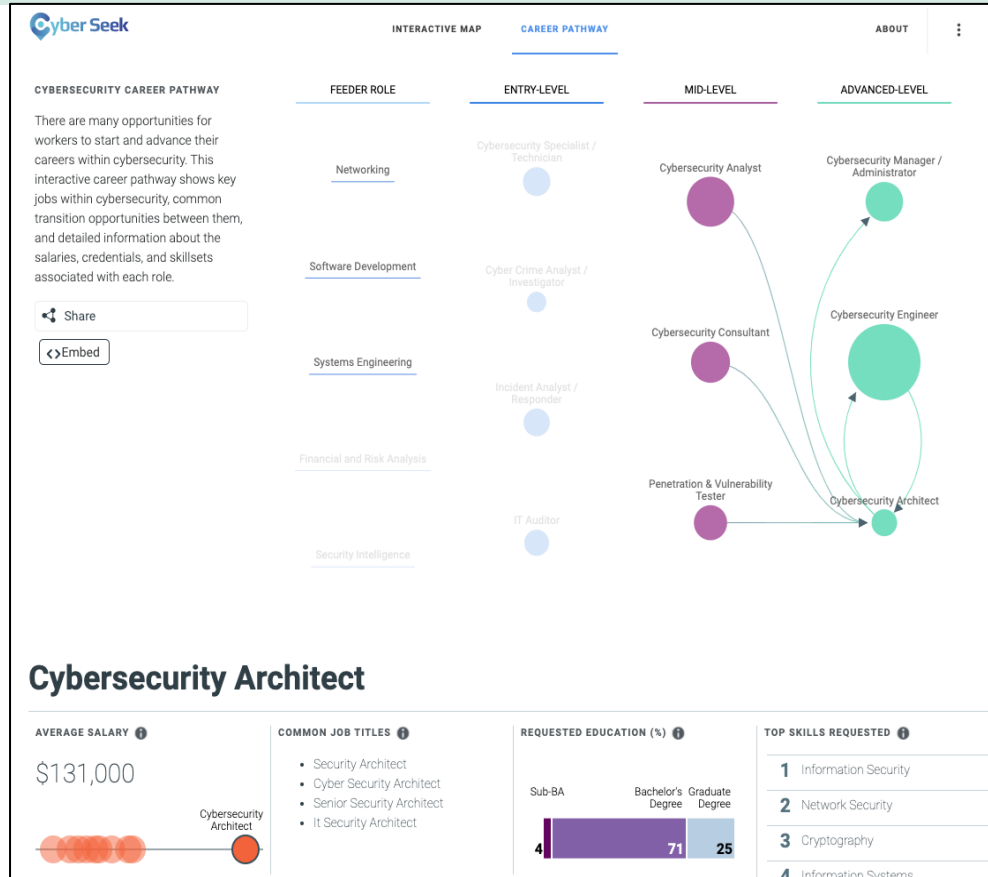 Cyber Seek
INTERACTIVE MAP
CAREER PATHWAY
ABOUT
CYBERSECURITY CAREER PATHWAY
There are many opportunities for
workers to start and advance their
careers within cybersecurity. This
interactive career pathway shows key
jobs within cybersecurity, common
transition opportunities between them,
and detailed information about the
salaries, credentials, and skillsets
associated with each role.
Share
<>Embed
FEEDER ROLE
Networking
Software Development
Systems Engineering
Financial and Risk Analysis
Security Intelligence
ENTRY-LEVEL
Cybersecurity Specialist /
Technician
Cyber Crime Analyst /
Investigator
Incident Analyst /
Responder
IT Auditor
MID-LEVEL
Cybersecurity Analyst
Cybersecurity Consultant
Penetration & Vulnerability
Tester
ADVANCED-LEVEL
Cybersecurity Manager /
Administrator
Cybersecurity Engineer
Cybersecurity Architect
Cybersecurity Architect
AVERAGE SALARY
$131,000
Cybersecurity
Architect
COMMON JOB TITLES
Security Architect
Cyber Security Architect
Senior Security Architect
It Security Architect
REQUESTED EDUCATION (%)
Sub-BA
Bachelor's
Degree
Graduate
Degree
4
71
25
TOP SKILLS REQUESTED
1 Information Security
2 Network Security
3 Cryptography
4 Information Systems